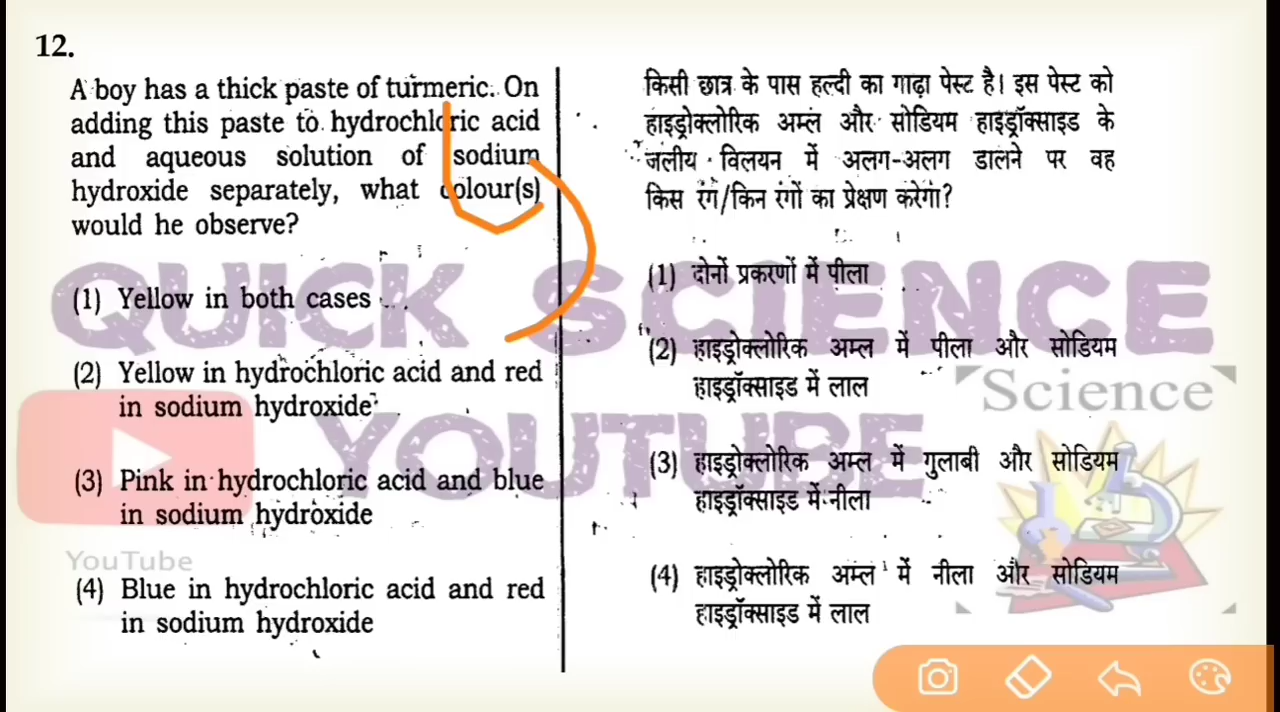 12.
A boy has a thick paste of turmeric. On
adding this paste to hydrochloric acid
and aqueous solution of sodium
hydroxide separately, what colour(s)
would he observe?
(1) Yellow in both cases
(2) Yellow in hydrochloric acid and red
in sodium hydroxide
(3) Pink in hydrochloric acid and blue
in sodium hydroxide
(4) Blue in hydrochloric acid and red
in sodium hydroxide
किसी छात्र के पास हल्दी का गाढ़ा पेस्ट है। इस पेस्ट को
हाइड्रोक्लोरिक अम्ल और सोडियम हाइड्रॉक्साइड के
जलीय विलयन में अलग-अलग डालने पर वह
किस रंग/किन रंगों का प्रेक्षण करेगा?
(1) दोनों प्रकरणों में पीला
(2) हाइड्रोक्लोरिक अम्ल में पीला और सोडियम
हाइड्रॉक्साइड में लाल
(3) हाइड्रोक्लोरिक अम्ल में गुलाबी और सोडियम
हाइड्रॉक्साइड में नीला
(4) हाइड्रोक्लोरिक अम्ल में नीला और सोडियम
हाइड्रॉक्साइड में लाल
QUICK SCIENCE
YOUTUBE
YouTube
Science